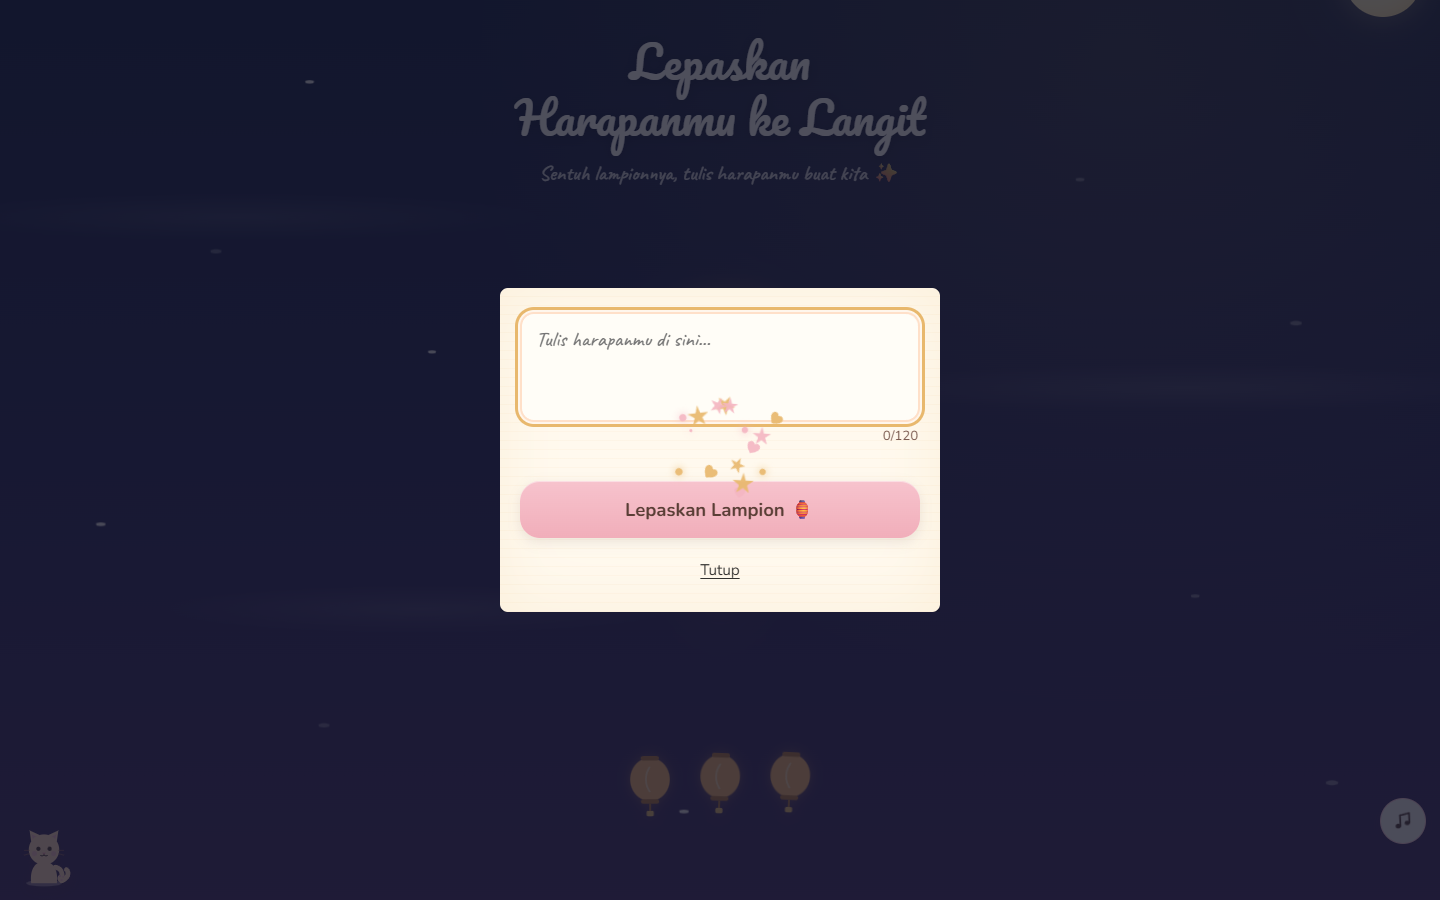 Lepaskan
Harapanmu ke Langit
Sentuh lampionnya, tulis harapanmu buat kita ✨
Tulis harapanmu di sini...
0/120
Lepaskan Lampion 🏮
Tutup